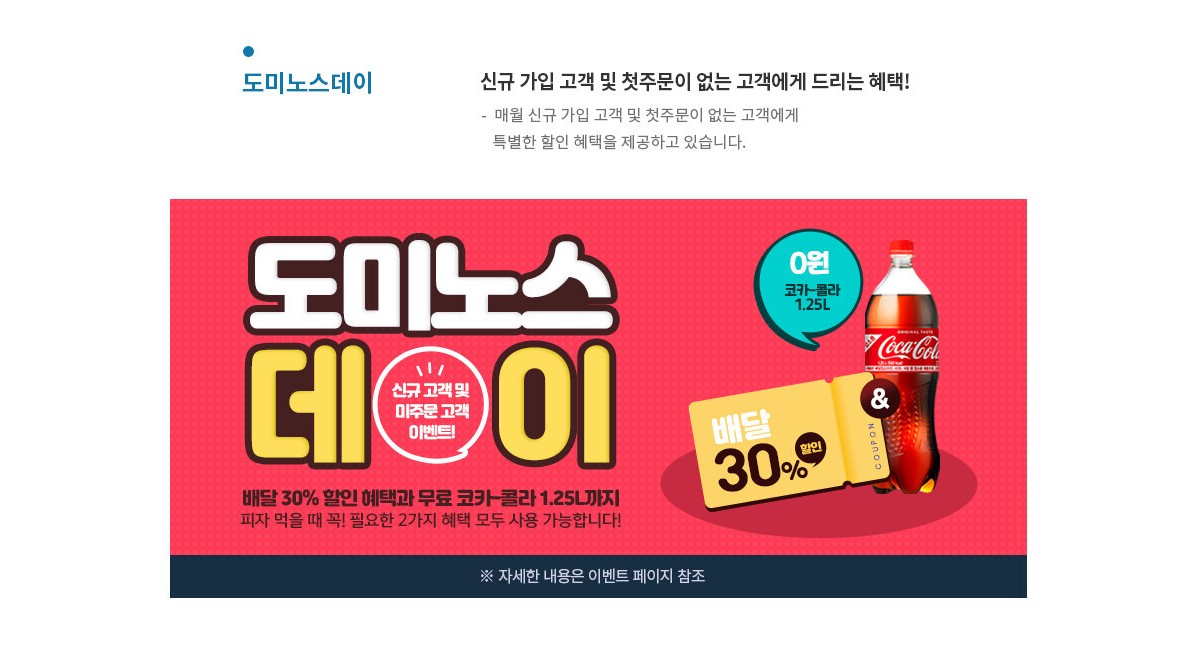 도미노스데이
신규 가입 고객 및 첫주문이 없는 고객에게 드리는 혜택!
- 매월 신규 가입 고객 및 첫주문이 없는 고객에게
특별한 할인 혜택을 제공하고 있습니다.
도미노스
데이
신규 고객 및
미주문 고객
이벤트!
배달 30% 할인 혜택과 무료 코카-콜라 1.25L까지
피자 먹을 때 꼭! 필요한 2가지 혜택 모두 사용 가능합니다!
0원
코카-콜라
1.25L
ORIGINAL TASTE
Coca-Cola
배달
30%
할인
COUPON
&
※ 자세한 내용은 이벤트 페이지 참조